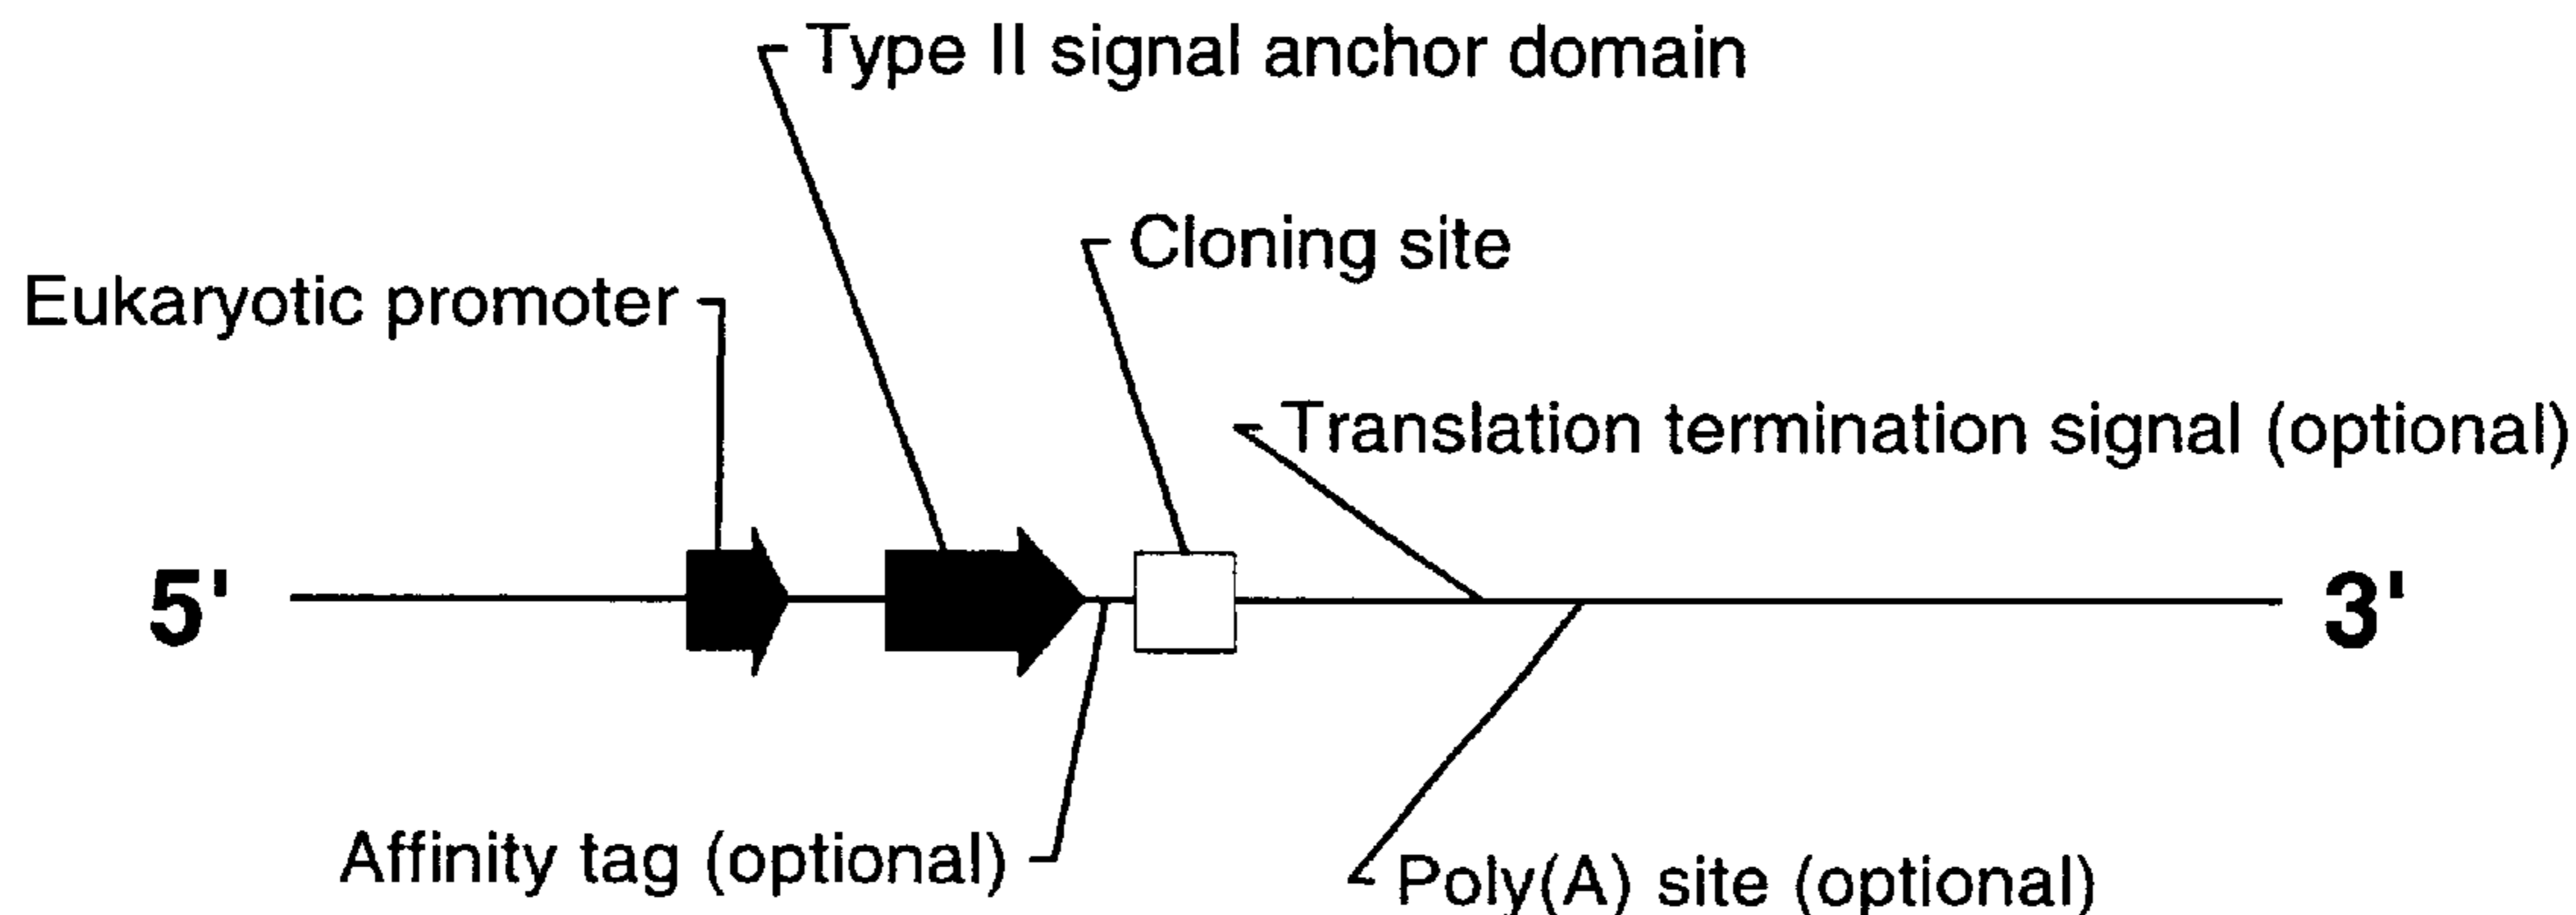 Type II signal anchor domain
Cloning site
Eukaryotic promoter
Translation termination signal (optional)
5'
3'
Affinity tag (optional)
Poly(A) site (optional)